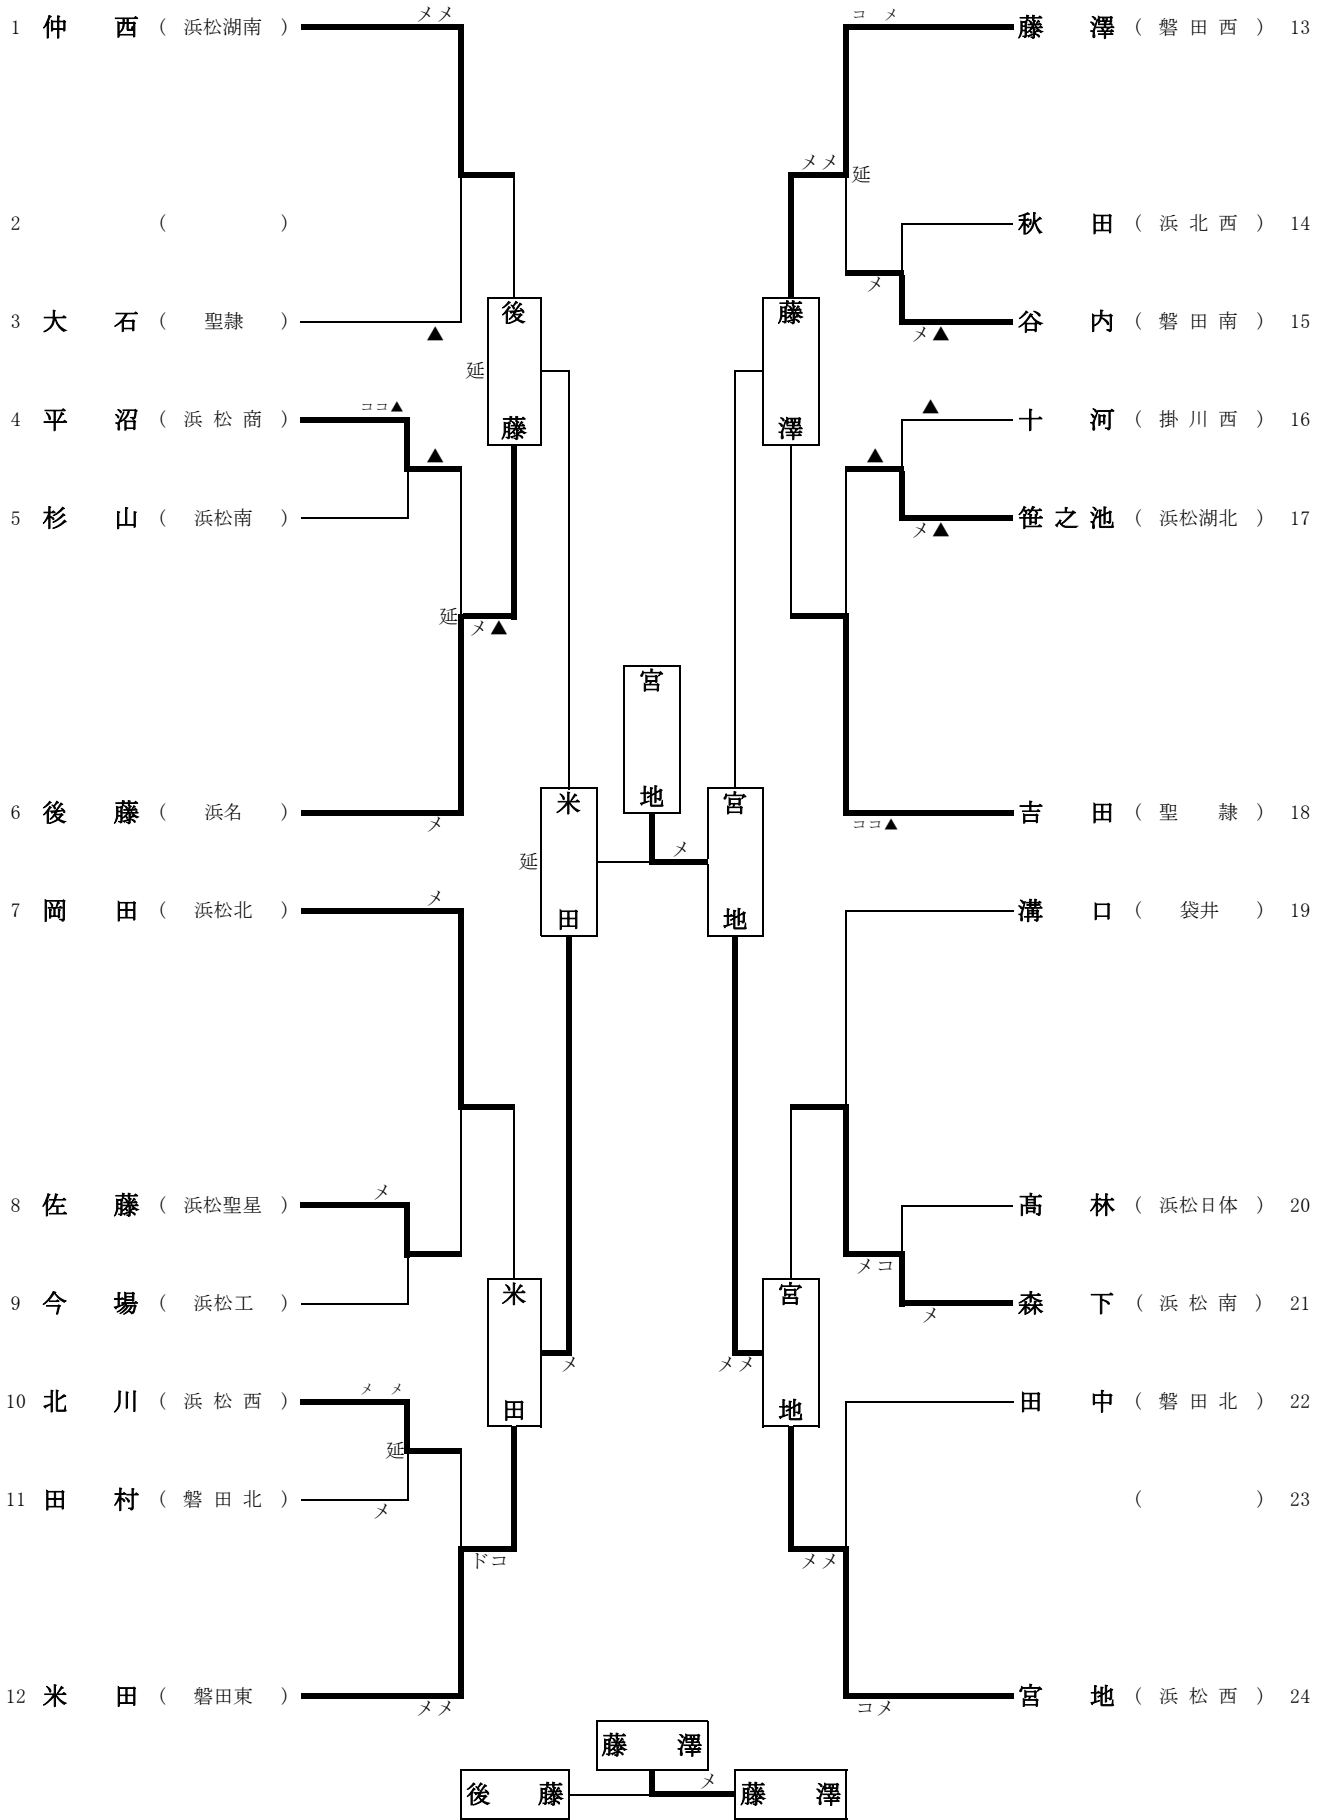 メメ
1 仲 西 ( 浜松湖南 )
2 ( )
3 大 石 ( 聖隷 )
▲
ココ▲
4 平 沼 ( 浜 松 商 )
▲
5 杉 山 ( 浜松南 )
延
メ▲
6 後 藤 ( 浜名 )
メ
メ
7 岡 田 ( 浜松北 )
メ
8 佐 藤 ( 浜松聖星 )
9 今 場 ( 浜松工 )
メ メ
10 北 川 ( 浜 松 西 )
延
11 田 村 ( 磐 田 北 )
メ
ドコ
12 米 田 ( 磐田東 )
メメ
後藤
延
米田
延
米田
メ
宮地
メ
宮地
メメ
藤澤
宮地
コ メ
藤 澤 ( 磐 田 西 ) 13
メメ
延
秋 田 ( 浜 北 西 ) 14
メ
谷 内 ( 磐 田 南 ) 15
メ▲
▲
十 河 ( 掛 川 西 ) 16
▲
笹 之 池 ( 浜松湖北 ) 17
メ▲
吉 田 ( 聖 隷 ) 18
ココ▲
溝 口 ( 袋井 ) 19
髙 林 ( 浜松日体 ) 20
メコ
森 下 ( 浜 松 南 ) 21
メ
田 中 ( 磐 田 北 ) 22
( ) 23
メメ
宮 地 ( 浜 松 西 ) 24
コメ
藤 澤
メ
後 藤
藤 澤